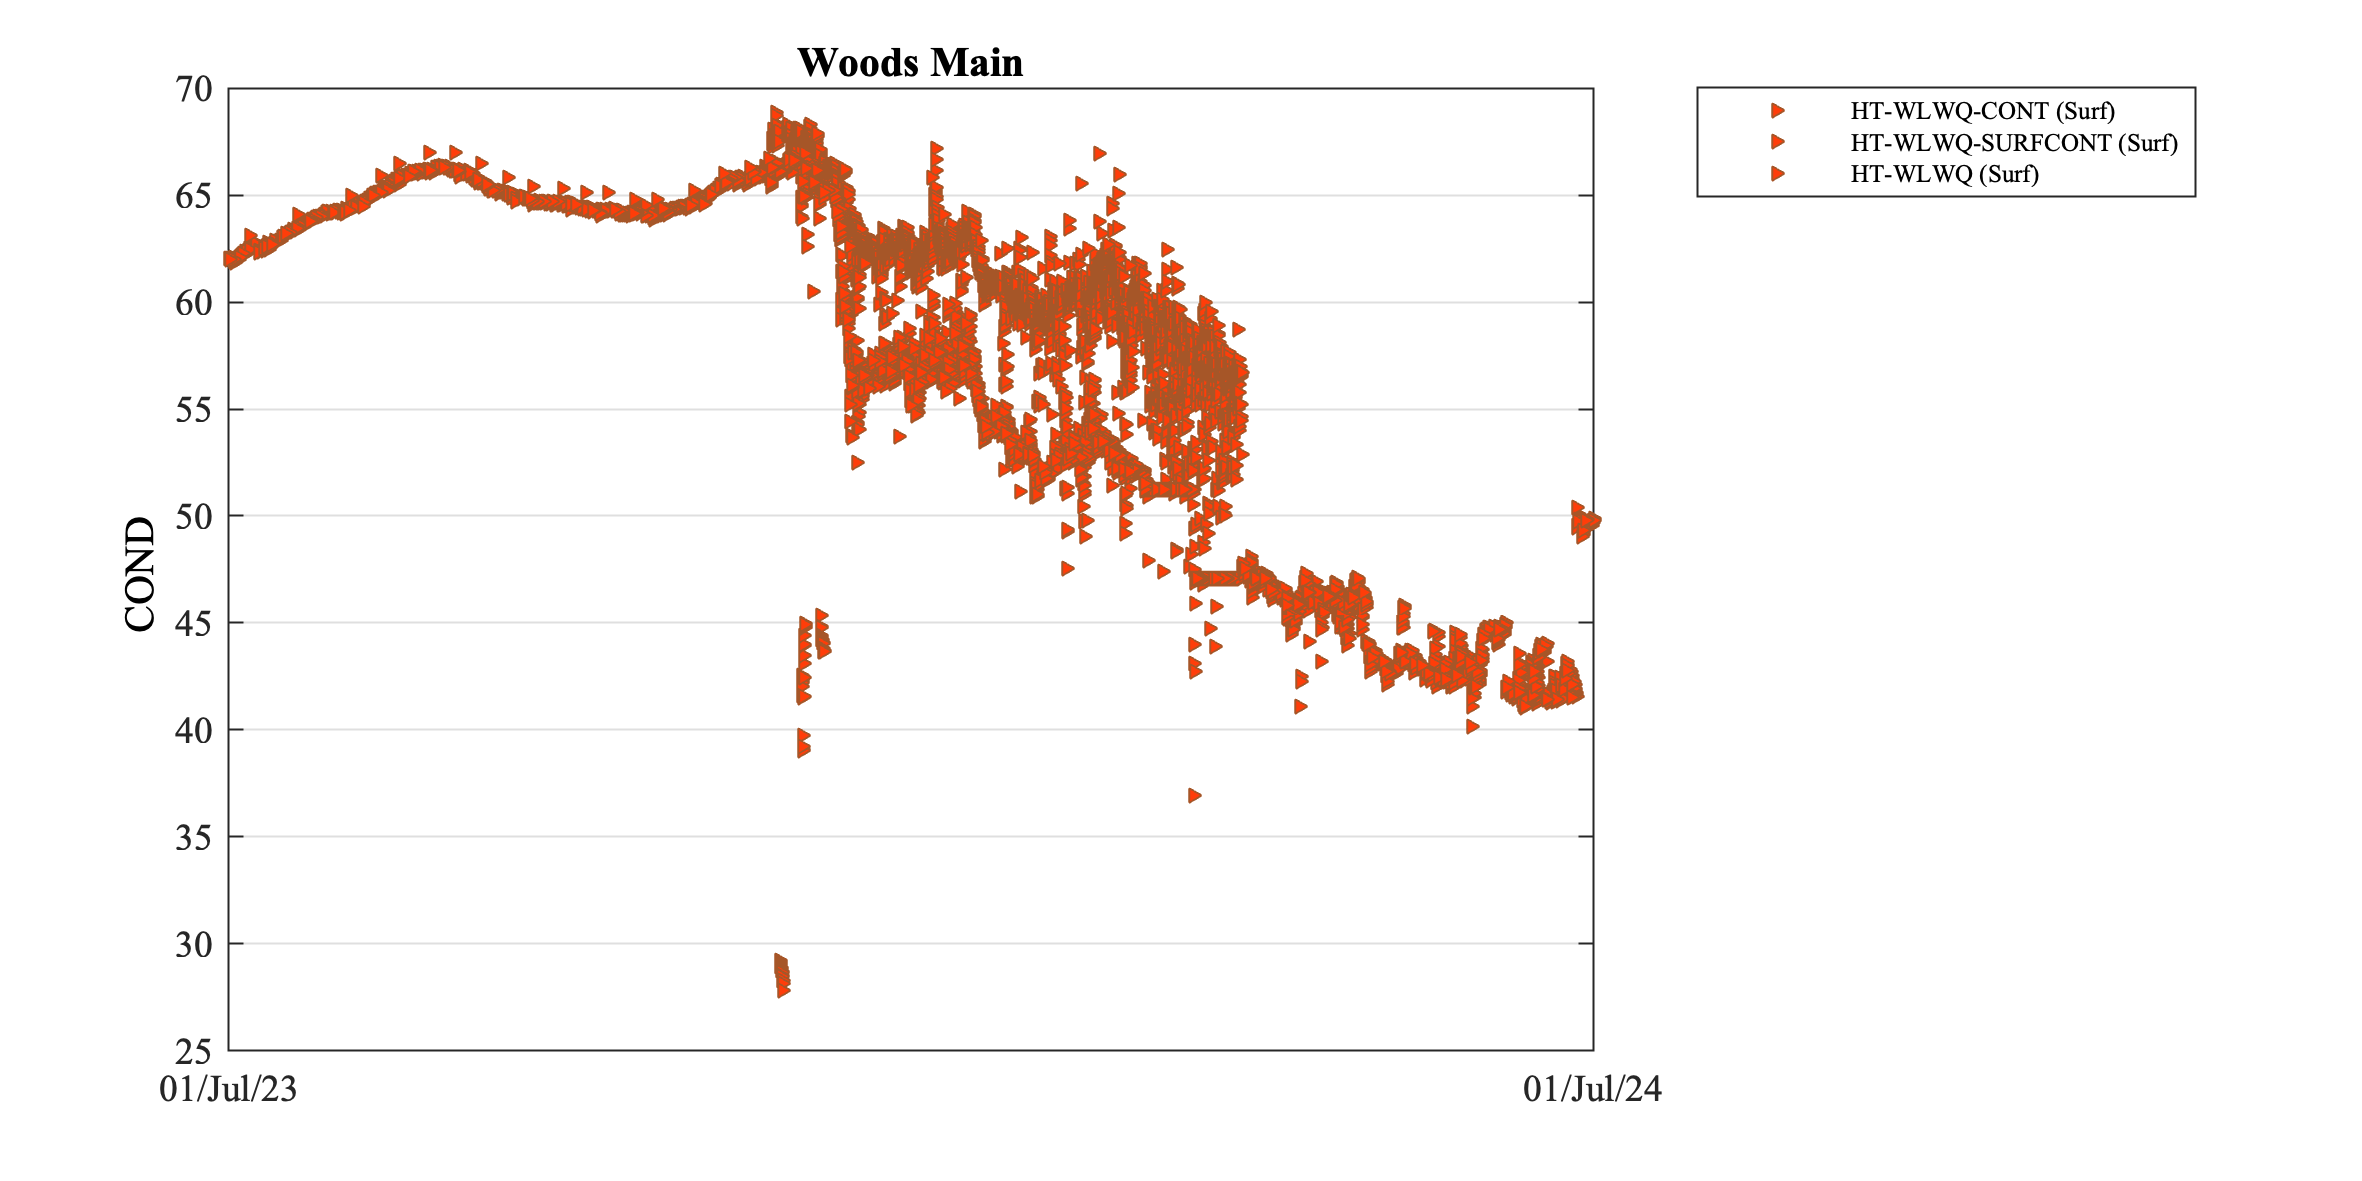 Woods Main
70
65
60
55
50
45
40
35
30
25
COND
01/Jul/23
01/Jul/24
HT-WLWQ-CONT (Surf)
HT-WLWQ-SURFCONT (Surf)
HT-WLWQ (Surf)